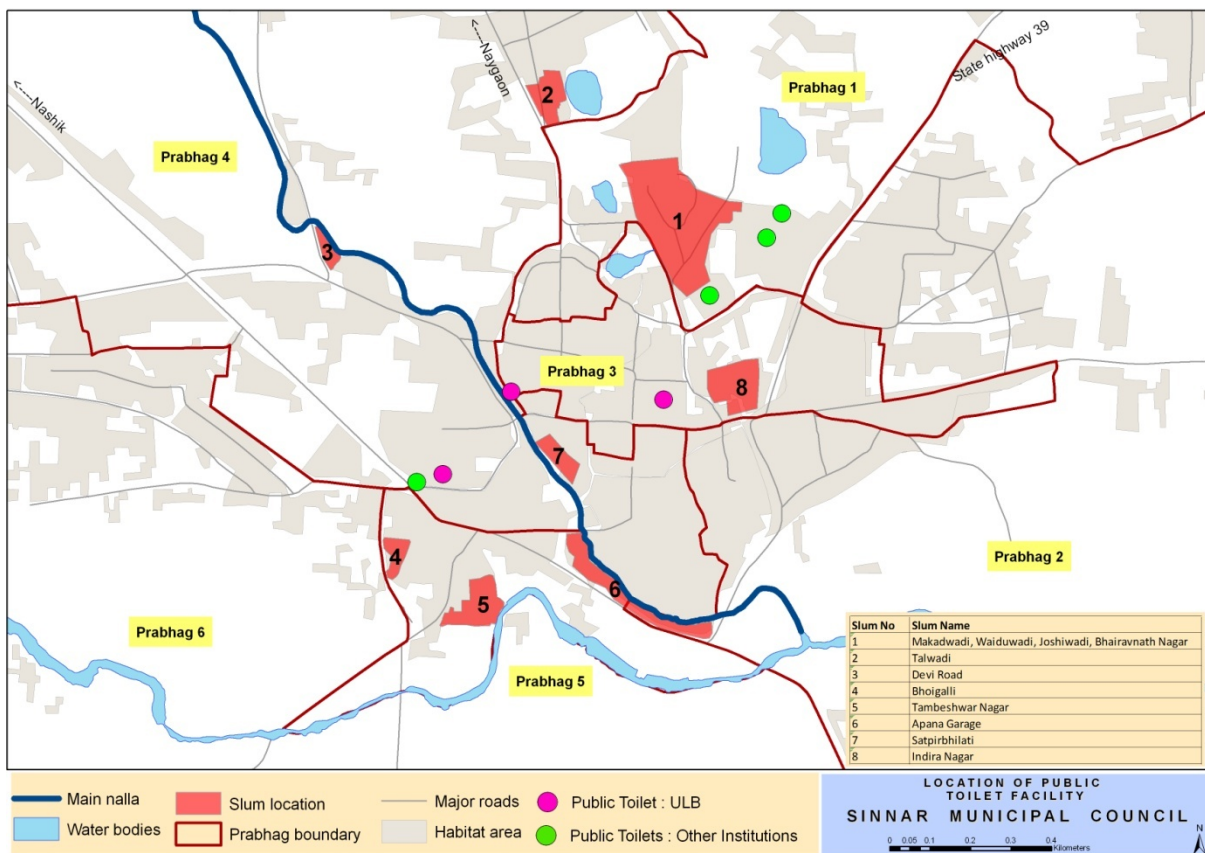 State highway 39
<----Naygaon
<----Nashik
Prabhag 1
2
Prabhag 4
1
3
Prabhag 3
8
7
4
Prabhag 2
5
6
Prabhag 6
Prabhag 5
Slum No Slum Name
1 Makadwadi, Waiduwadi, Joshiwadi, Bhairavnath Nagar
2 Talwadi
3 Devi Road
4 Bhoigalli
5 Tambeshwar Nagar
6 Apana Garage
7 Satpirbhilati
8 Indira Nagar
Main nalla
Slum location
Major roads
Public Toilet : ULB
Water bodies
Prabhag boundary
Habitat area
Public Toilets : Other Institutions
LOCATION OF PUBLIC
TOILET FACILITY
SINNAR MUNICIPAL COUNCIL
0 0.05 0.1 0.2 0.3 0.4
Kilometers
N